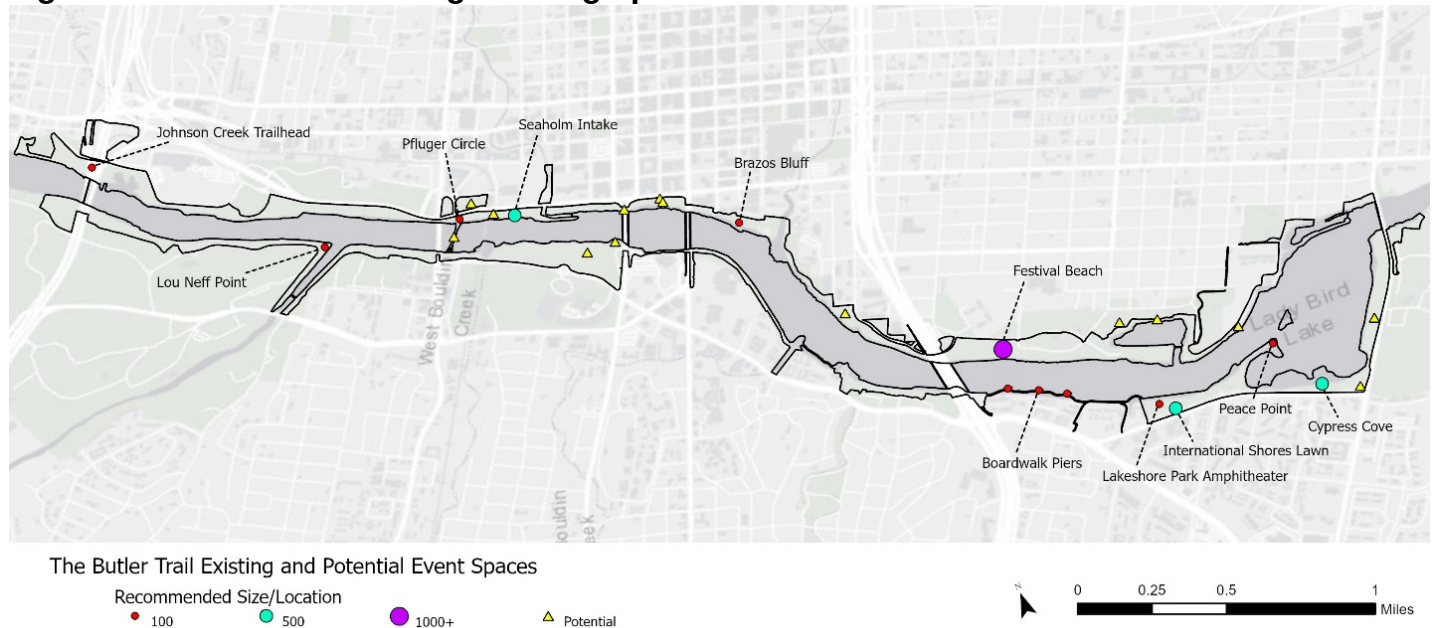 Johnson Creek Trailhead
Pfluger Circle
Seaholm Intake
Brazos Bluff
Lou Neff Point
West Bouldin
Creek
Festival Beach
Lady Bird
Lake
Peace Point
Cypress Cove
International Shores Lawn
Boardwalk Piers
Lakeshore Park Amphitheater
The Butler Trail Existing and Potential Event Spaces
Recommended Size/Location
100
500
1000+
Potential
N
0 0.25 0.5 1
Miles